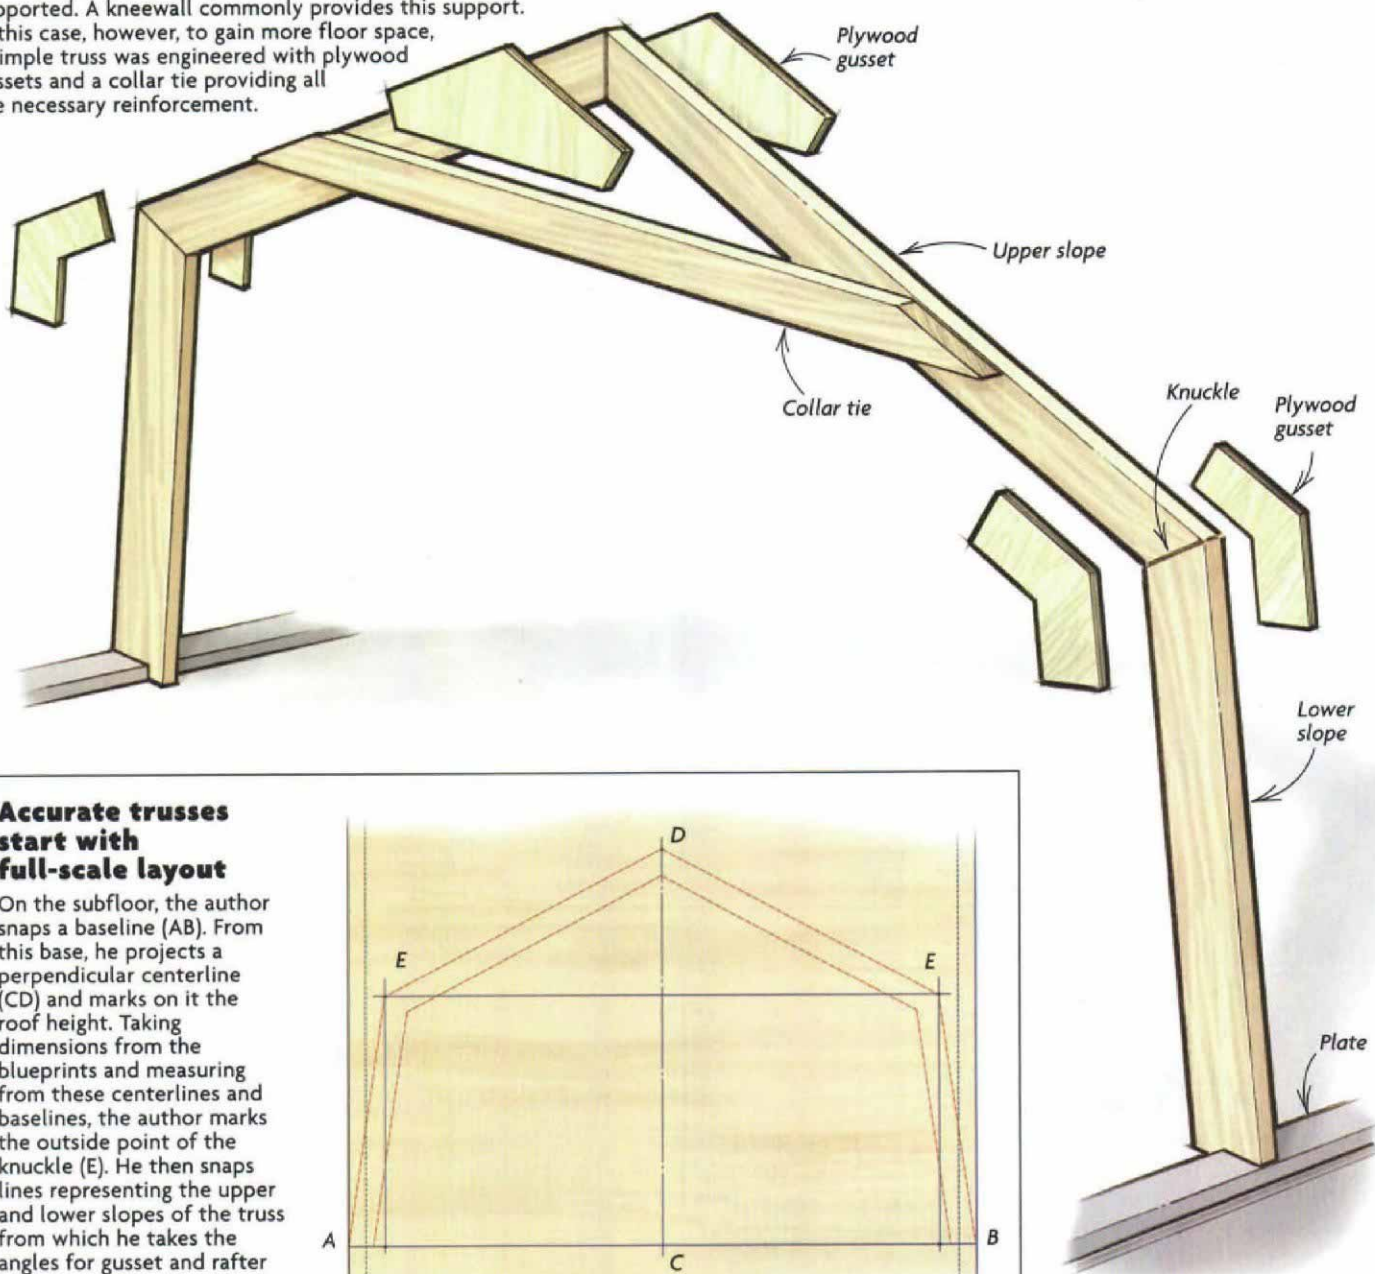 pported. A kneewall commonly provides this support.
this case, however, to gain more floor space,
imple truss was engineered with plywood
ssets and a collar tie providing all
e necessary reinforcement.
Plywood
gusset
Upper slope
Collar tie
Knuckle
Plywood
gusset
Lower
slope
Plate
Accurate trusses
start with
full-scale layout
On the subfloor, the author
snaps a baseline (AB). From
this base, he projects a
perpendicular centerline
(CD) and marks on it the
roof height. Taking
dimensions from the
blueprints and measuring
from these centerlines and
baselines, the author marks
the outside point of the
knuckle (E). He then snaps
lines representing the upper
and lower slopes of the truss
from which he takes the
angles for gusset and rafter
D
E
E
A
B
C